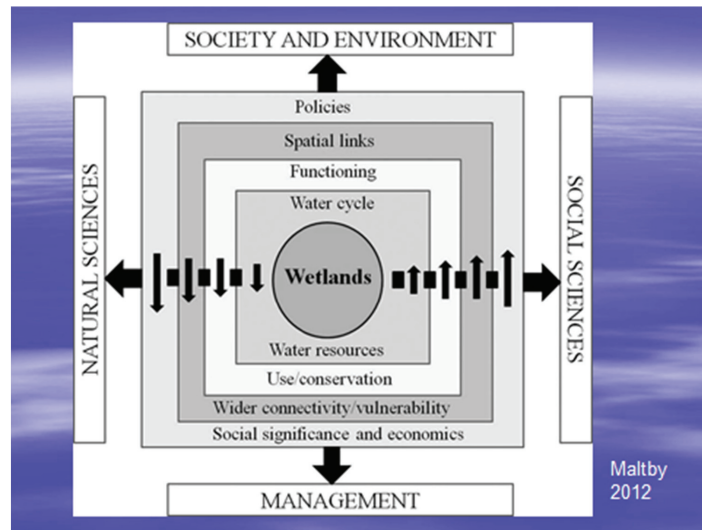 SOCIETY AND ENVIRONMENT
Policies
Spatial links
Functioning
Water cycle
NATURAL SCIENCES
Wetlands
SOCIAL SCIENCES
Water resources
Use/conservation
Wider connectivity/vulnerability
Social significance and economics
MANAGEMENT
Maltby
2012